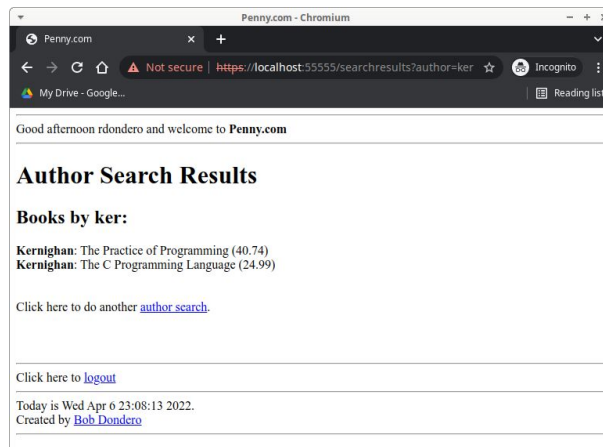 Penny.com - Chromium
Penny.com
Not secure | https://localhost:55555/searchresults?author=ker
Incognito
My Drive - Google...
Reading list
Good afternoon rdondero and welcome to Penny.com
Author Search Results
Books by ker:
Kernighan: The Practice of Programming (40.74)
Kernighan: The C Programming Language (24.99)
Click here to do another author search.
Click here to logout
Today is Wed Apr 6 23:08:13 2022.
Created by Bob Dondero